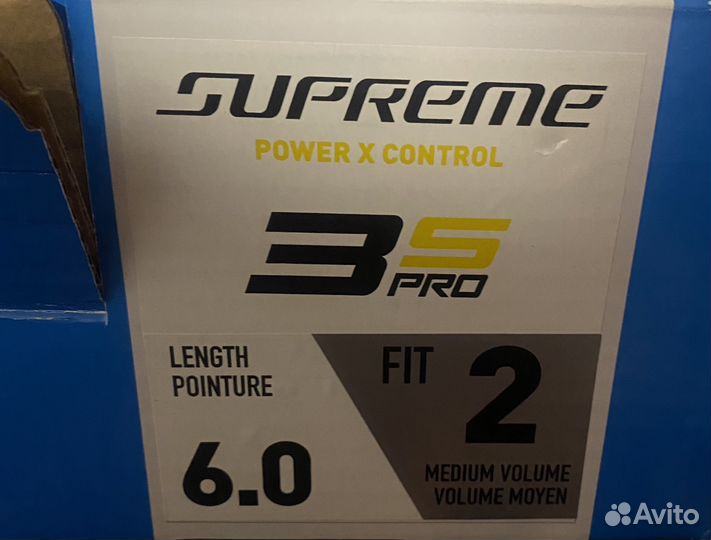 SUPREME
POWER X CONTROL
3S
PRO
LENGTH
POINTURE
6.0
FIT 2
MEDIUM VOLUME
VOLUME MOYEN
Avito